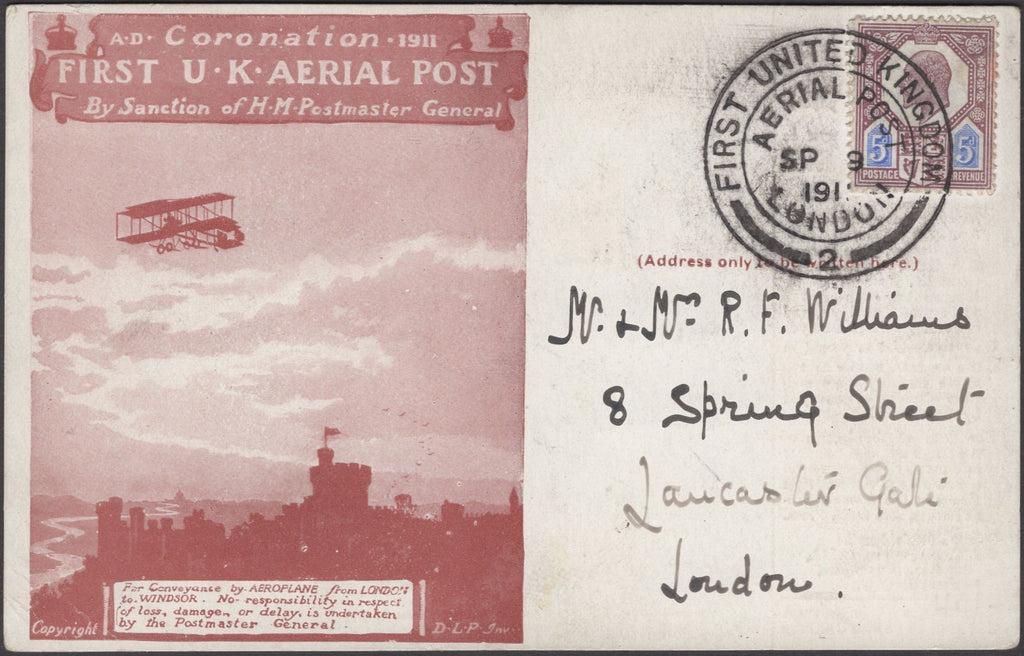 A·D· Coronation · 1911
FIRST U·K·AERIAL POST
By Sanction of H·M·Postmaster General
For Conveyance by AEROPLANE from LONDON
to WINDSOR. No responsibility in respect
of loss, damage, or delay, is undertaken
by the Postmaster General.
Copyright
D·L·P·Inv.
FIRST UNITED KINGDOM
AERIAL POST
SP 9
191
LONDON
2
5d 5d
POSTAGE & REVENUE
(Address only to be written here.)
Mr. & Mrs R. F. Williams
8 Spring Street
Lancaster Gate
London.